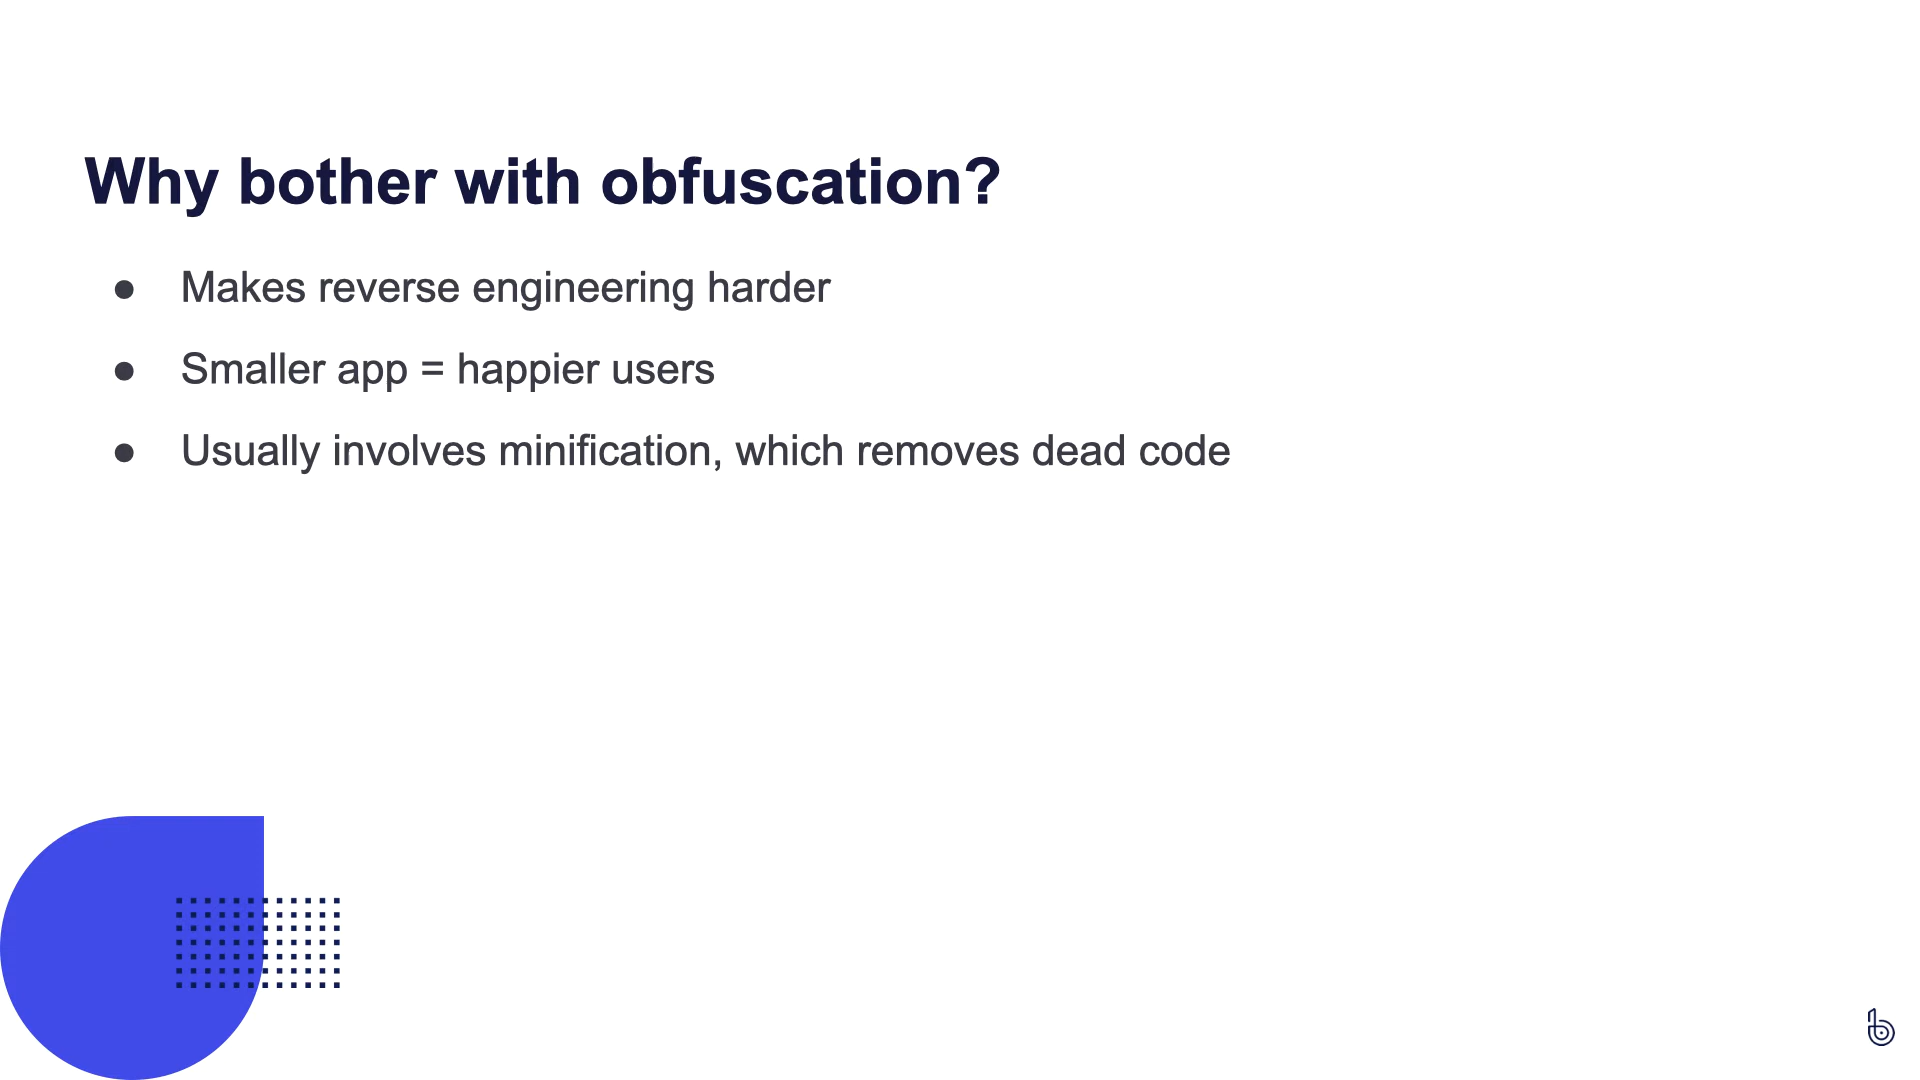 Why bother with obfuscation?
● Makes reverse engineering harder
● Smaller app = happier users
● Usually involves minification, which removes dead code